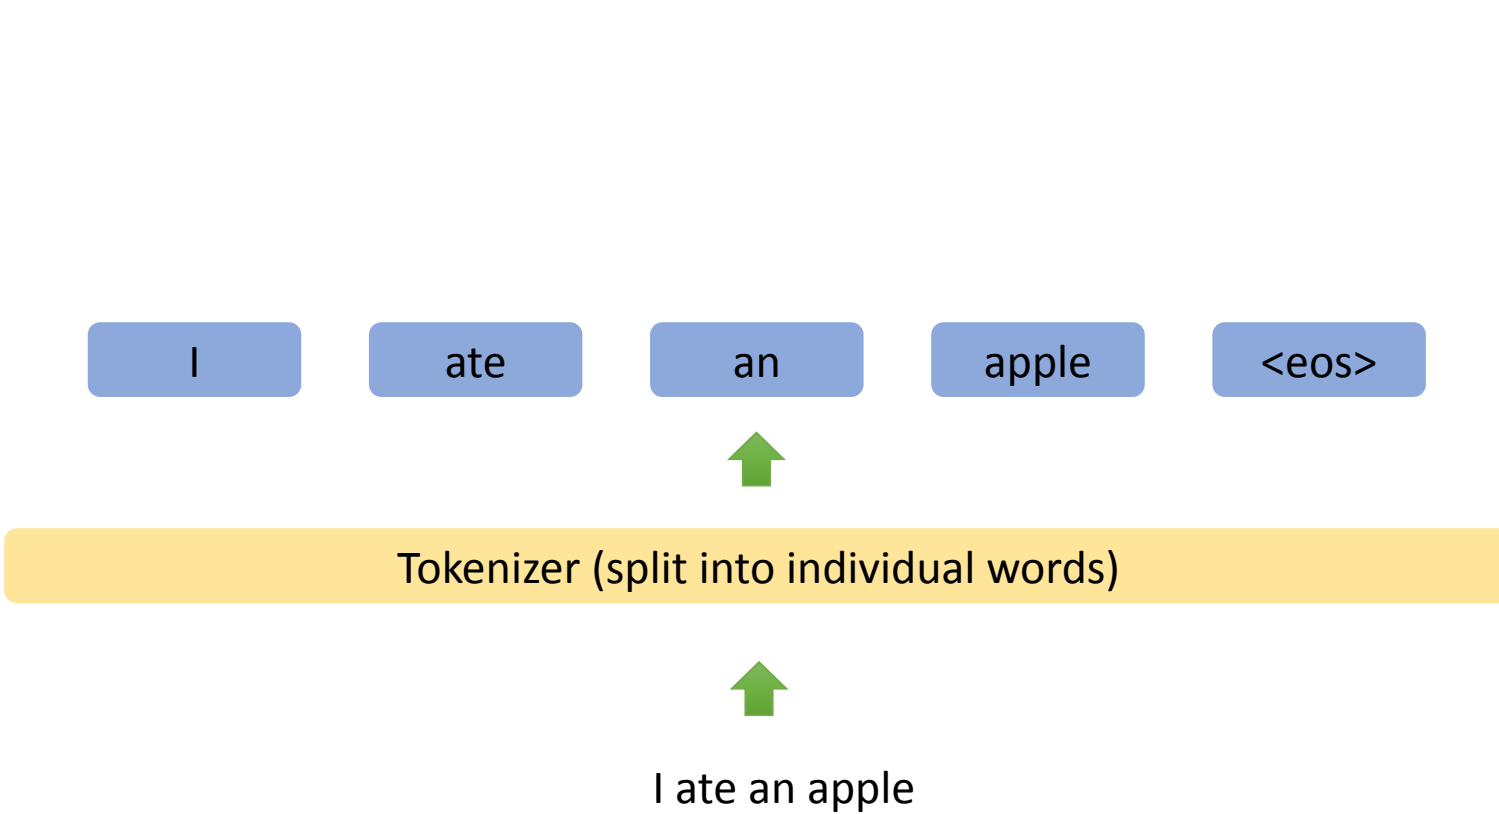 I ate an apple <eos>
Tokenizer (split into individual words)
I ate an apple